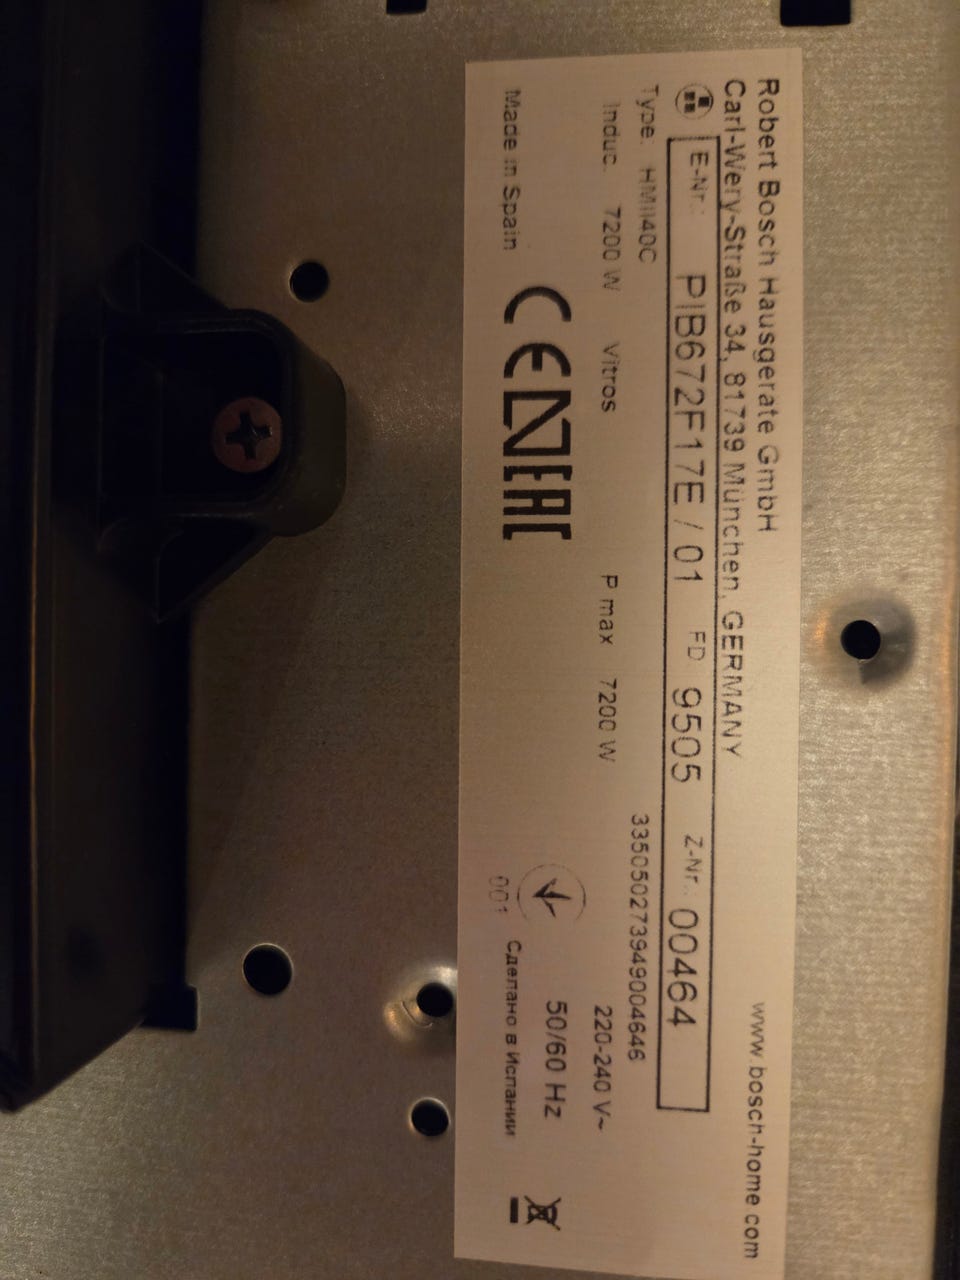 Robert Bosch Hausgeräte GmbH www.bosch-home.com
Carl-Wery-Straße 34, 81739 München, GERMANY
E-Nr.: PIB672F17E / 01 FD 9505 Z-Nr.: 00464
Type: HMII40C 335050273949004646
Induc. 7200 W Vitros P max 7200 W 220-240 V~
50/60 Hz
CE EAC
Made in Spain 001 Сделано в Испании